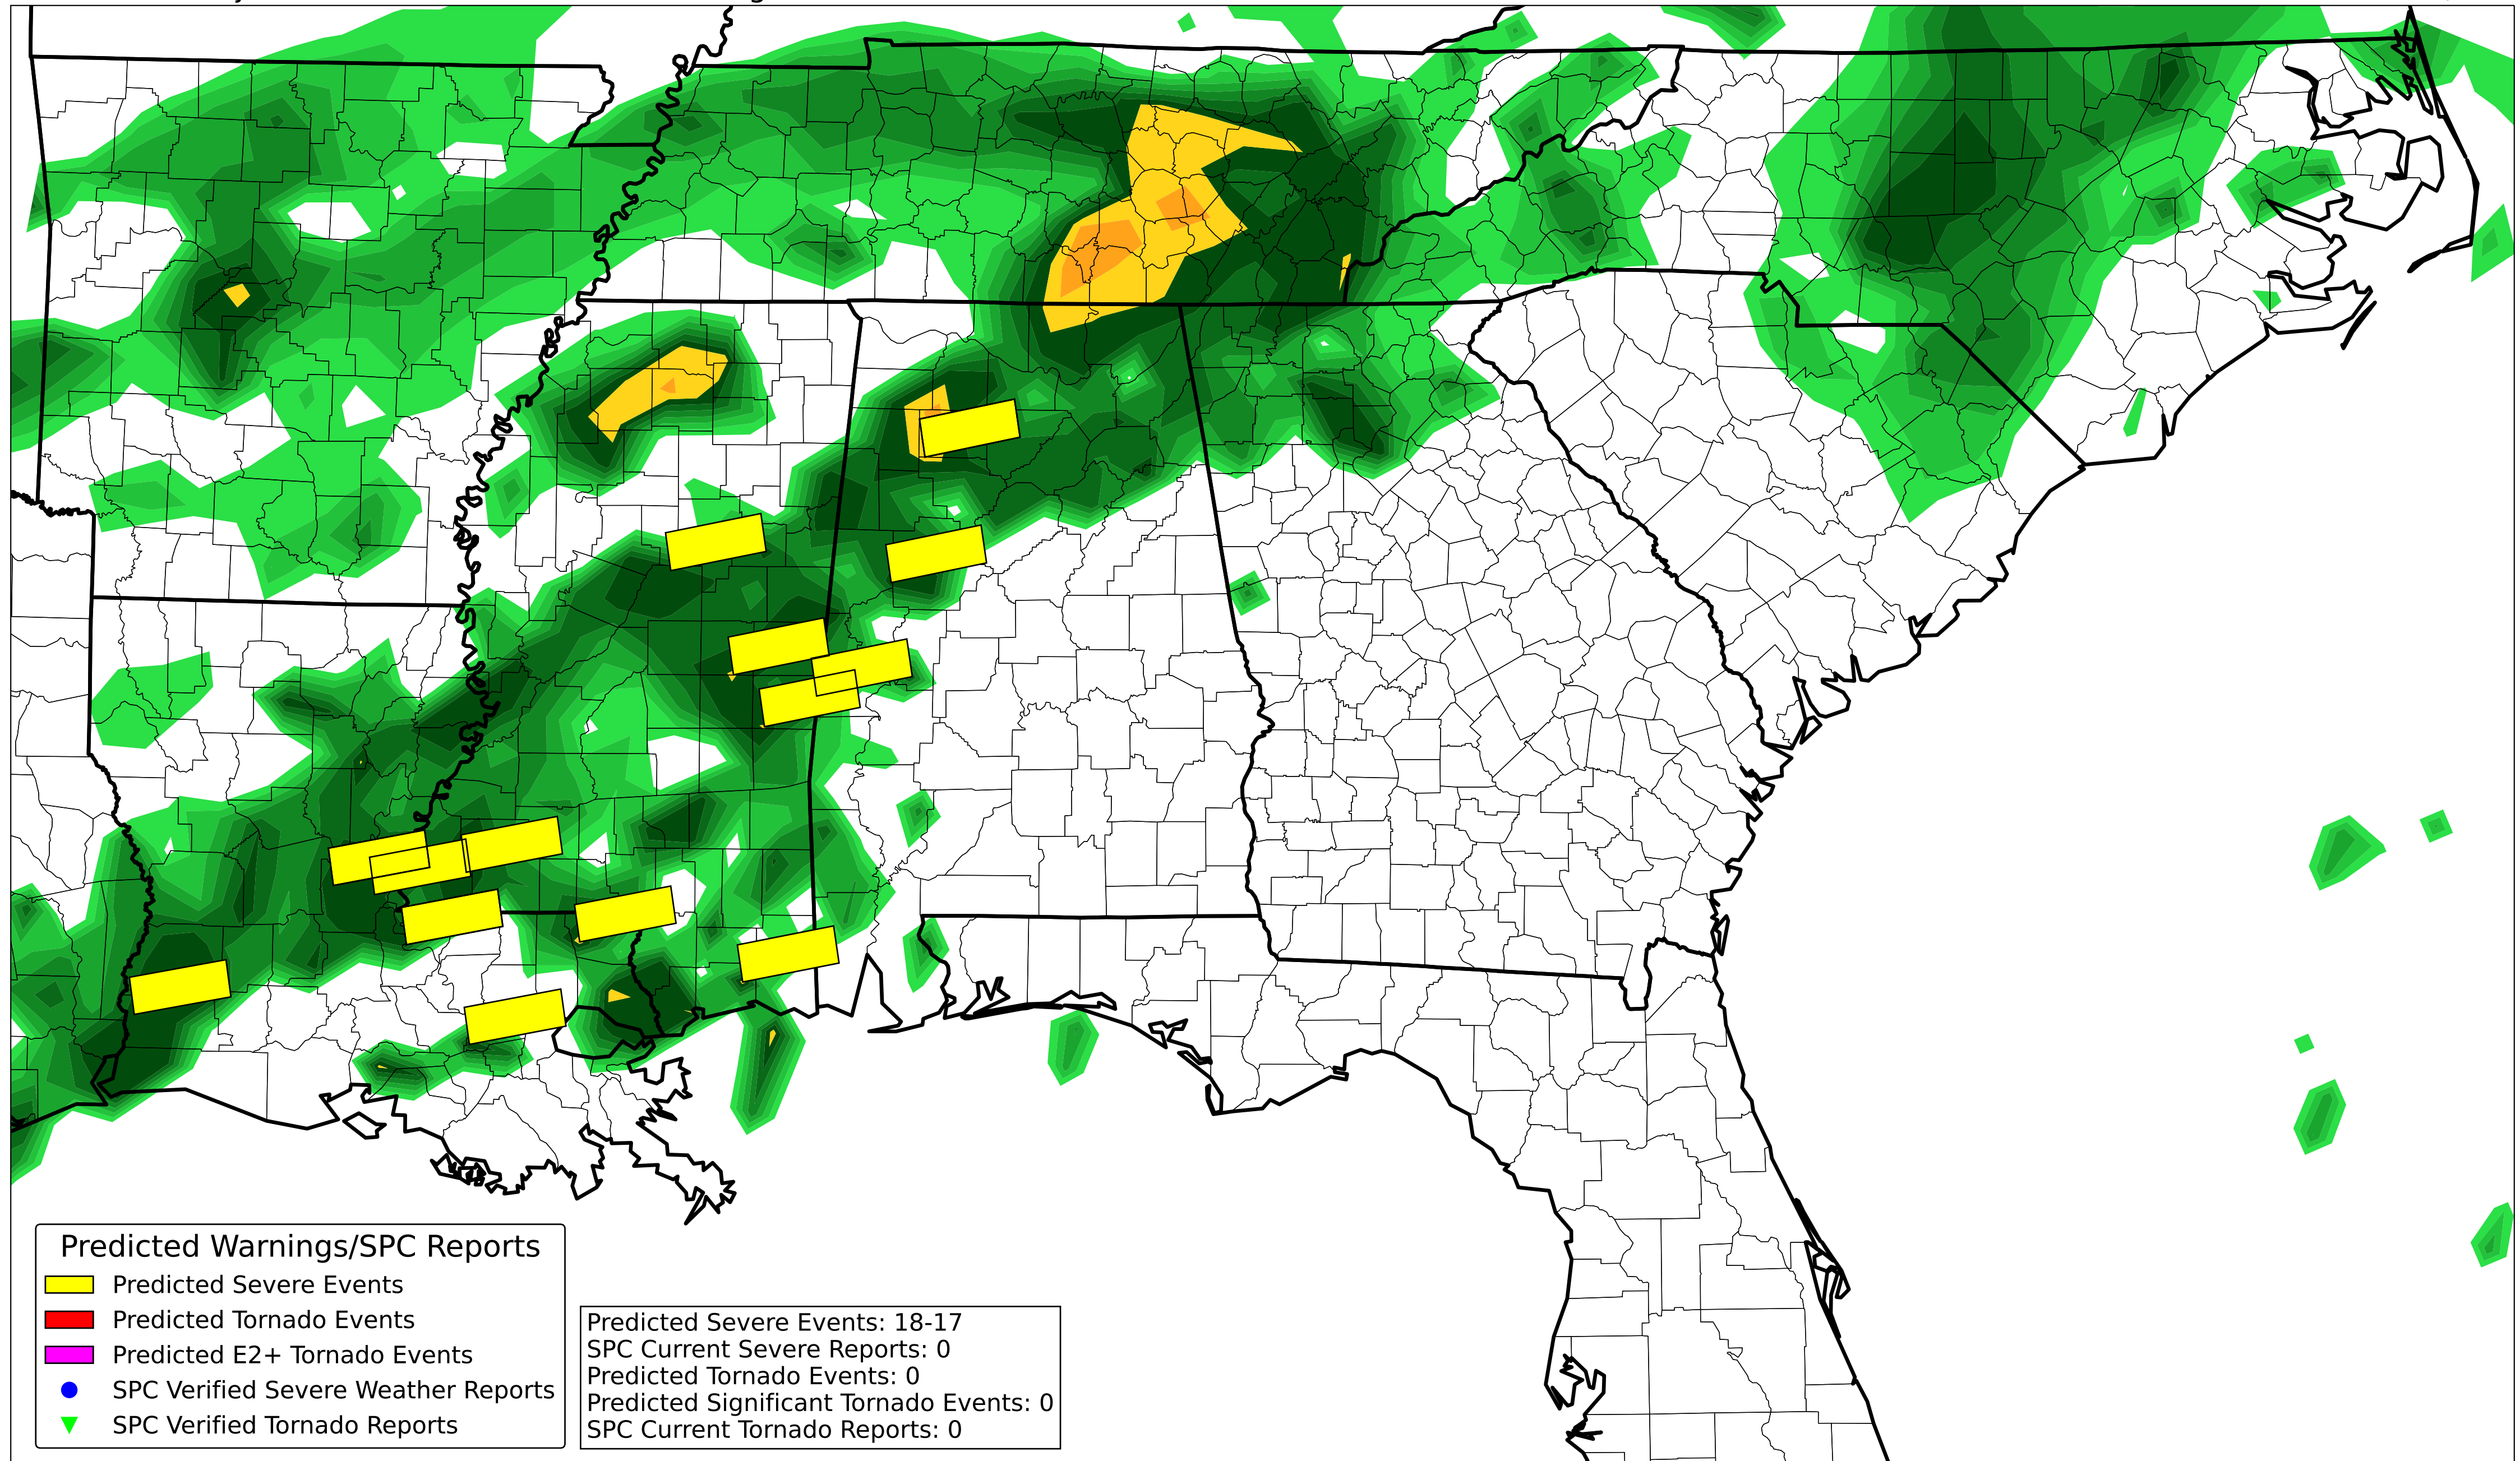 Predicted Warnings/SPC Reports
Predicted Severe Events
Predicted Tornado Events
Predicted E2+ Tornado Events
SPC Verified Severe Weather Reports
SPC Verified Tornado Reports
Predicted Severe Events: 18-17
SPC Current Severe Reports: 0
Predicted Tornado Events: 0
Predicted Significant Tornado Events: 0
SPC Current Tornado Reports: 0